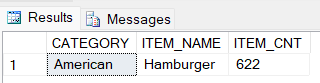 Results Messages
CATEGORY ITEM_NAME ITEM_CNT
1 American Hamburger 622